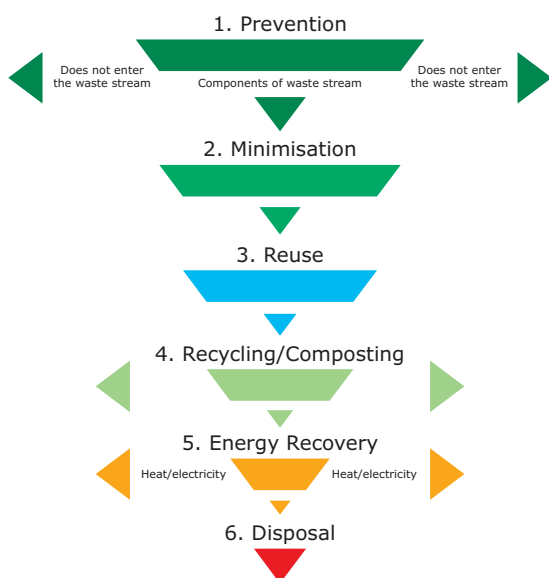 1. Prevention
Does not enter
the waste stream
Components of waste stream
Does not enter
the waste stream
2. Minimisation
3. Reuse
4. Recycling/Composting
5. Energy Recovery
Heat/electricity
Heat/electricity
6. Disposal